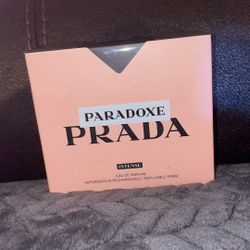 PARADOXE
PRADA
INTENSE
EAU DE PARFUM
VAPORISATEUR RECHARGEABLE / REFILLABLE SPRAY